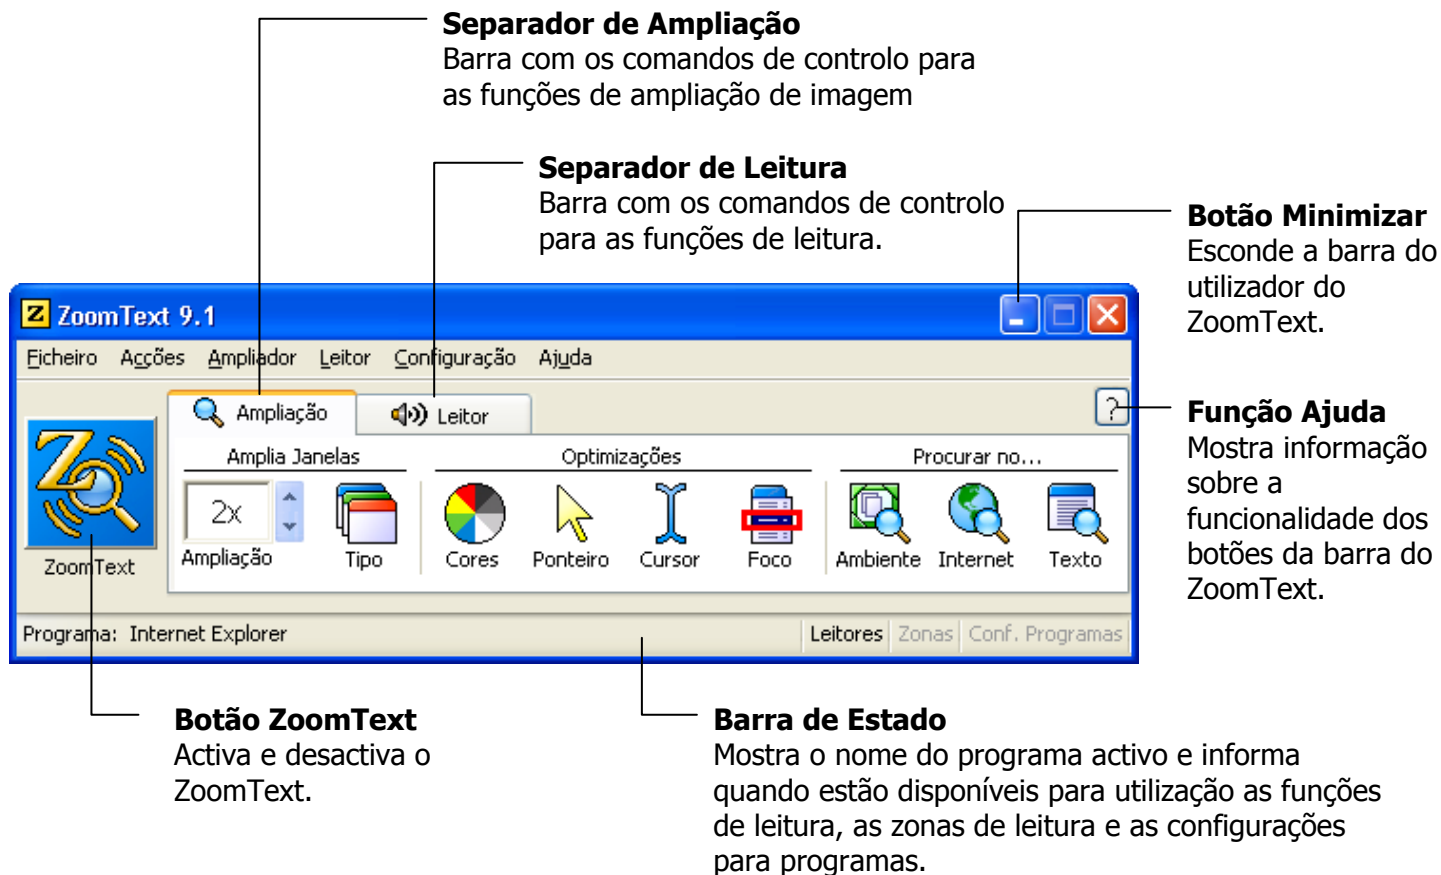 Separador de Ampliação
Barra com os comandos de controlo para
as funções de ampliação de imagem
Separador de Leitura
Barra com os comandos de controlo
para as funções de leitura.
Botão Minimizar
Esconde a barra do
utilizador do
ZoomText.
Função Ajuda
Mostra informação
sobre a
funcionalidade dos
botões da barra do
ZoomText.
Z ZoomText 9.1
Ficheiro Acções Ampliador Leitor Configuração Ajuda
Ampliação Leitor ?
Amplia Janelas Optimizações Procurar no...
2x
Ampliação Tipo Cores Ponteiro Cursor Foco Ambiente Internet Texto
ZoomText
Programa: Internet Explorer Leitores Zonas Conf. Programas
Botão ZoomText
Activa e desactiva o
ZoomText.
Barra de Estado
Mostra o nome do programa activo e informa
quando estão disponíveis para utilização as funções
de leitura, as zonas de leitura e as configurações
para programas.